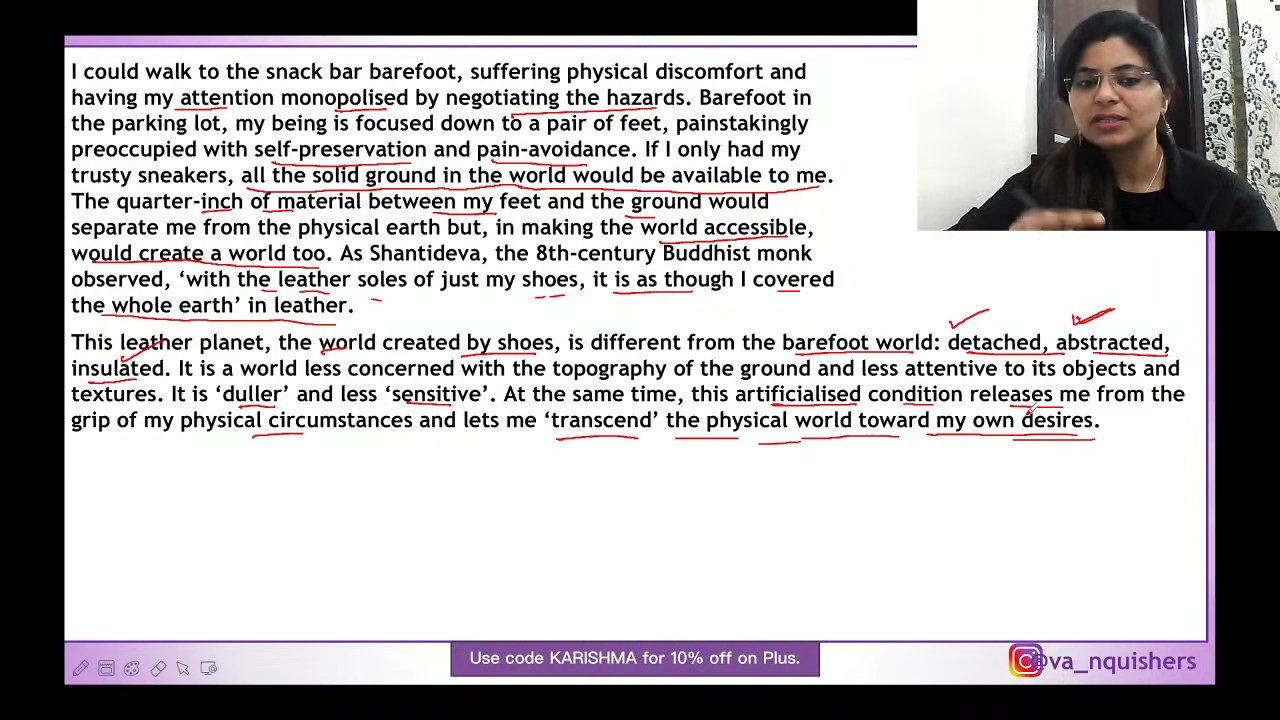 I could walk to the snack bar barefoot, suffering physical discomfort and
having my attention monopolised by negotiating the hazards. Barefoot in
the parking lot, my being is focused down to a pair of feet, painstakingly
preoccupied with self-preservation and pain-avoidance. If I only had my
trusty sneakers, all the solid ground in the world would be available to me.
The quarter-inch of material between my feet and the ground would
separate me from the physical earth but, in making the world accessible,
would create a world too. As Shantideva, the 8th-century Buddhist monk
observed, ‘with the leather soles of just my shoes, it is as though I covered
the whole earth’ in leather.
This leather planet, the world created by shoes, is different from the barefoot world: detached, abstracted,
insulated. It is a world less concerned with the topography of the ground and less attentive to its objects and
textures. It is ‘duller’ and less ‘sensitive’. At the same time, this artificialised condition releases me from the
grip of my physical circumstances and lets me ‘transcend’ the physical world toward my own desires.
Use code KARISHMA for 10% off on Plus.
va_nquishers